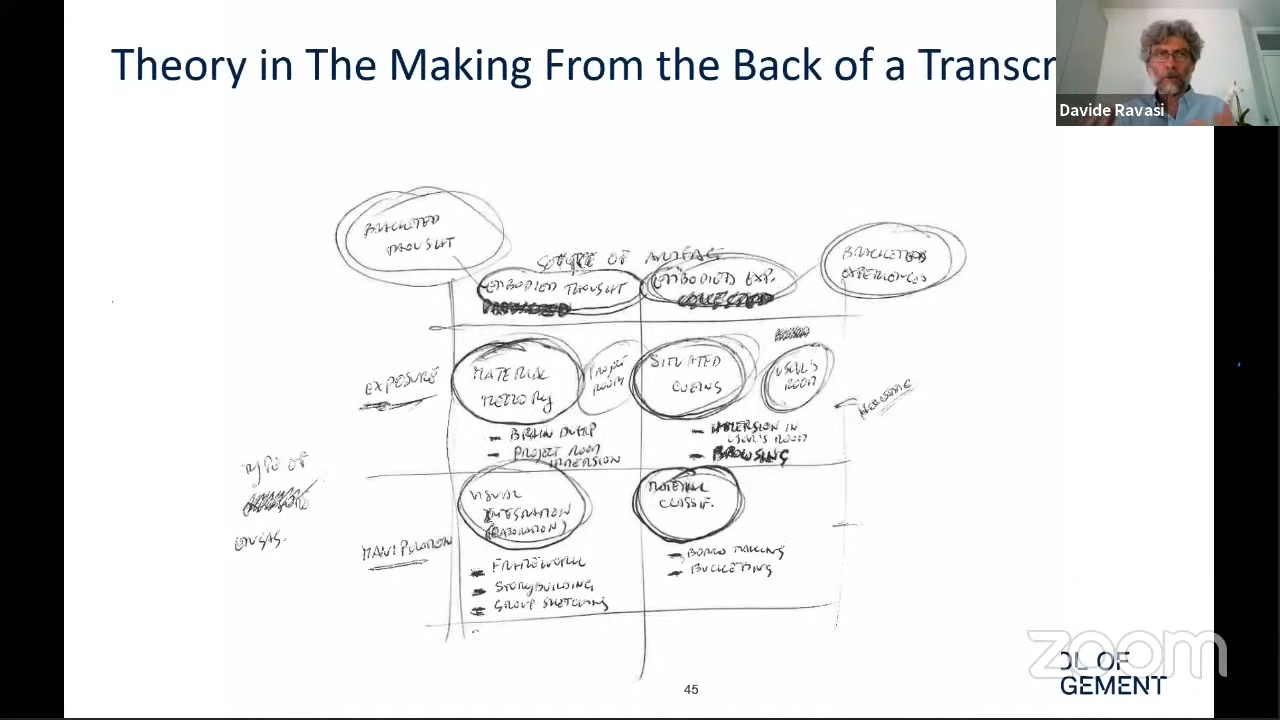 Theory in The Making From the Back of a Transcr
Davide Ravasi
BRACKETED
THOUGHT
SOURCE OF
EMBODIED THOUGHT
EMBODIED EXP.
BRACKETED
EXPERIENCES
EXPOSURE
MATERIAL
MEMORY
PROJECT
ROOM
SITUATED
CUEING
USER'S
ROOM
- BRAIN DUMP
- PROJECT ROOM
IMMERSION
- IMMERSION IN
USER'S ROOM
- BROWSING
TYPE OF
ENGAG.
MANIPULATION
VISUAL
INTEGRATION
(ELABORATION)
MATERIAL
CLASSIF.
- FRAMEWORK
- STORYBUILDING
- GROUP SKETCHING
- BOARD MAKING
- BUCKETING
zoom
OL OF
GEMENT
45